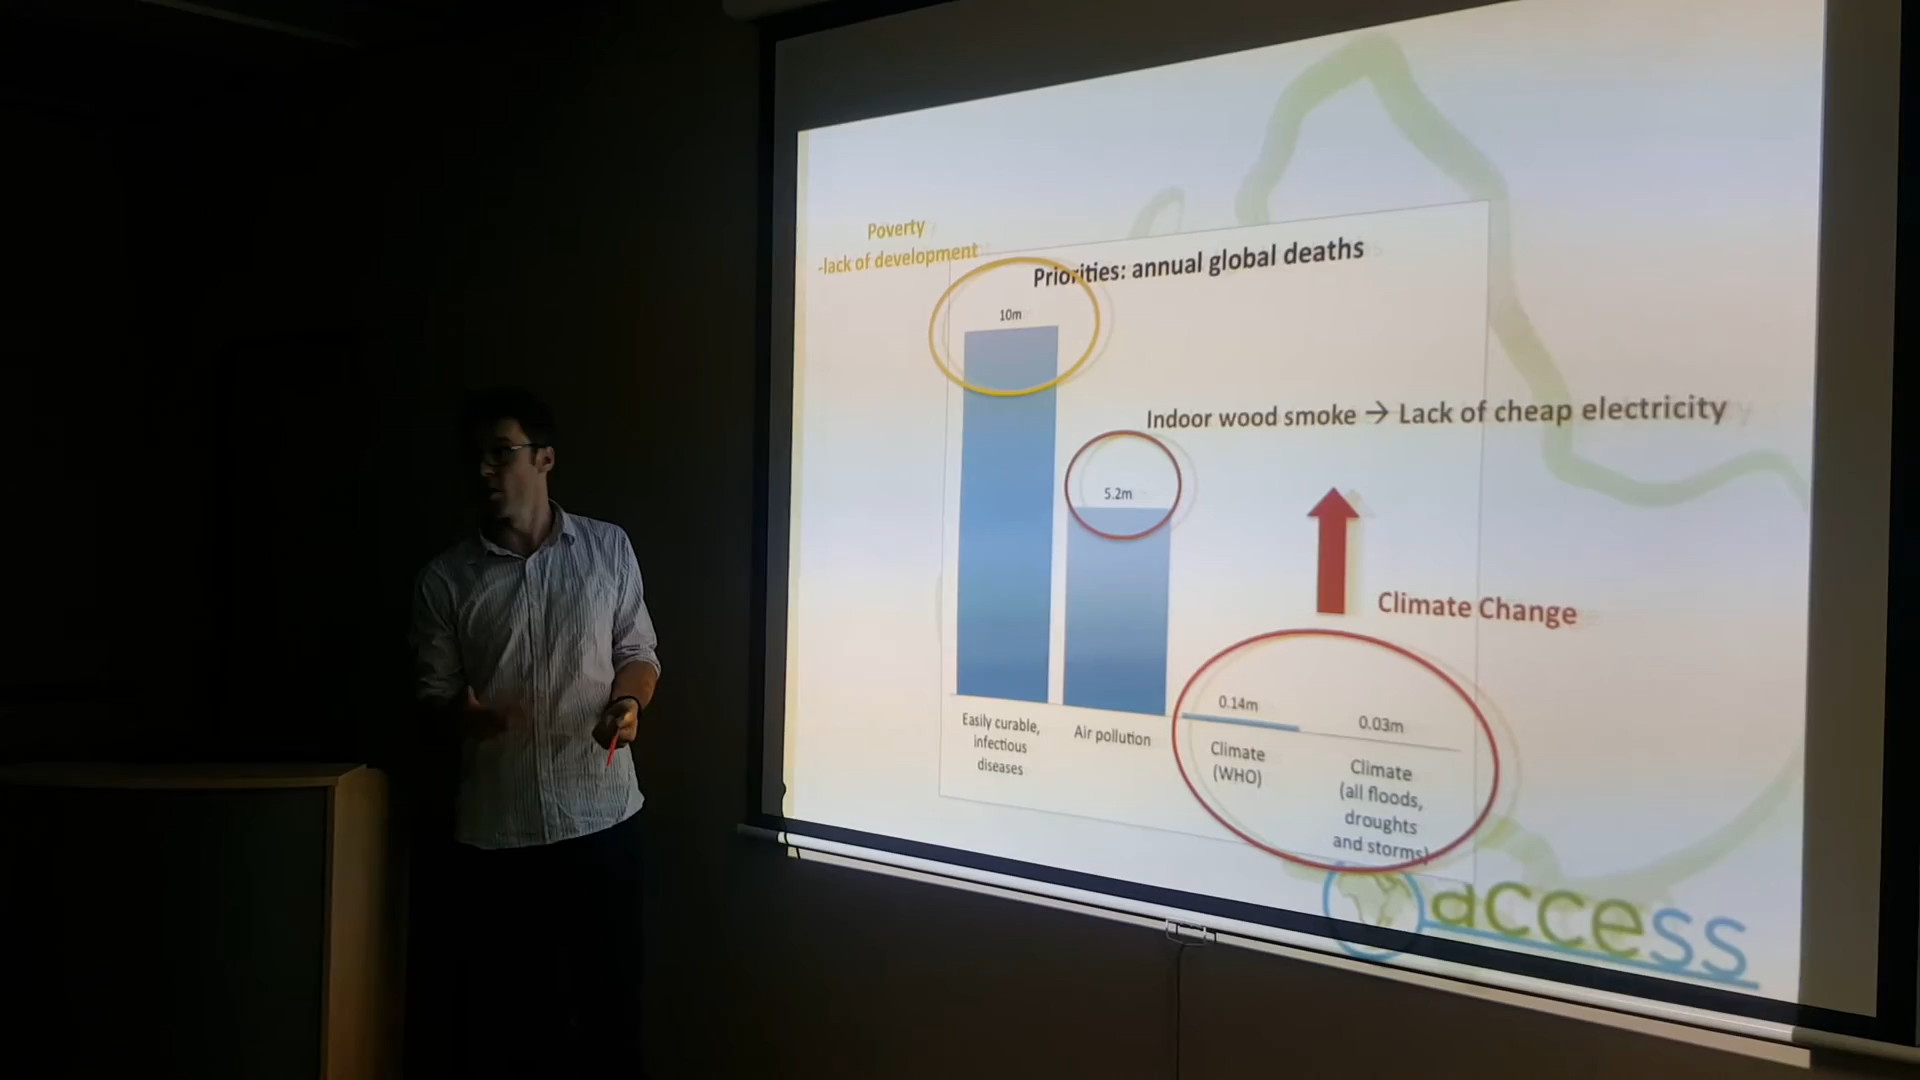 Poverty
-lack of development
Priorities: annual global deaths
10m
Indoor wood smoke → Lack of cheap electricity
5.2m
Climate Change
0.14m
0.03m
Easily curable,
infectious
diseases
Air pollution
Climate
(WHO)
Climate
(all floods,
droughts
and storms)
access